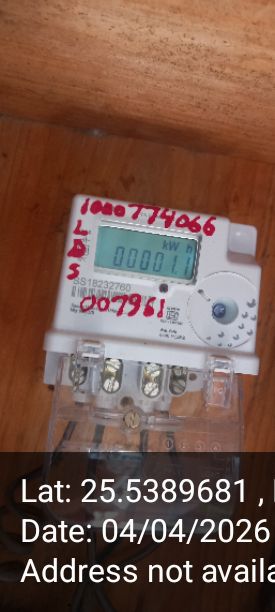 1000774066
L
D
S
kW h
00001.1
SS18232760
007961
Lat: 25.5389681 ,
Date: 04/04/2026
Address not availa